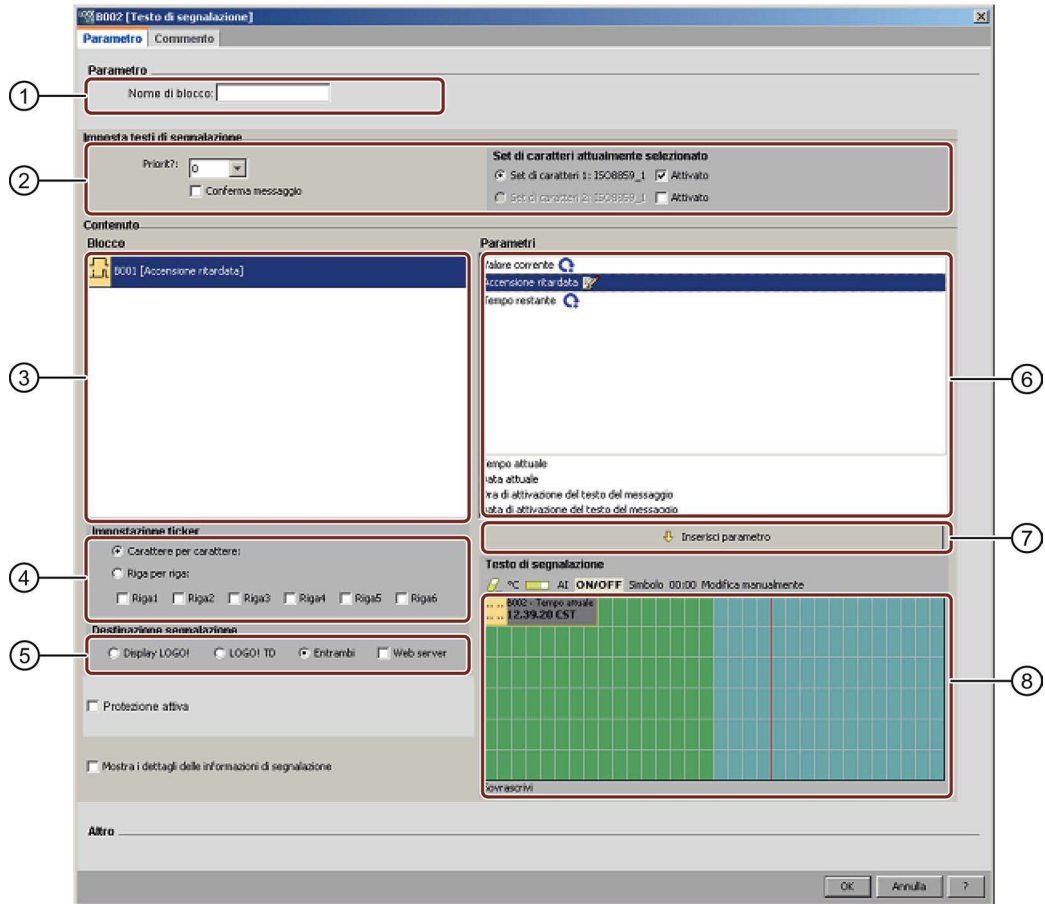 B002 [Testo di segnalazione]
Parametro Commento
Parametro
1
Nome di blocco:
Imposta testi di segnalazione
2
Priorit?: 0
Conferma messaggio
Set di caratteri attualmente selezionato
Set di caratteri 1: ISO8859_1 Attivato
Set di caratteri 2: ISO8859_1 Attivato
Contenuto
Blocco
B001 [Accensione ritardata]
3
Parametri
Valore corrente
Accensione ritardata
Tempo restante
6
Tempo attuale
Data attuale
Ora di attivazione del testo del messaggio
Data di attivazione del testo del messaggio
Impostazione ticker
4
Carattere per carattere:
Riga per riga:
Riga1 Riga2 Riga3 Riga4 Riga5 Riga6
Inserisci parametro
7
Destinazione segnalazione
5
Display LOGO! LOGO! TD Entrambi Web server
Protezione attiva
Mostra i dettagli delle informazioni di segnalazione
Testo di segnalazione
°C AI ON/OFF Simbolo 00:00 Modifica manualmente
B002 - Tempo attuale
12.39.20 CST
8
Sovrascrivi
Altro
OK Annulla ?